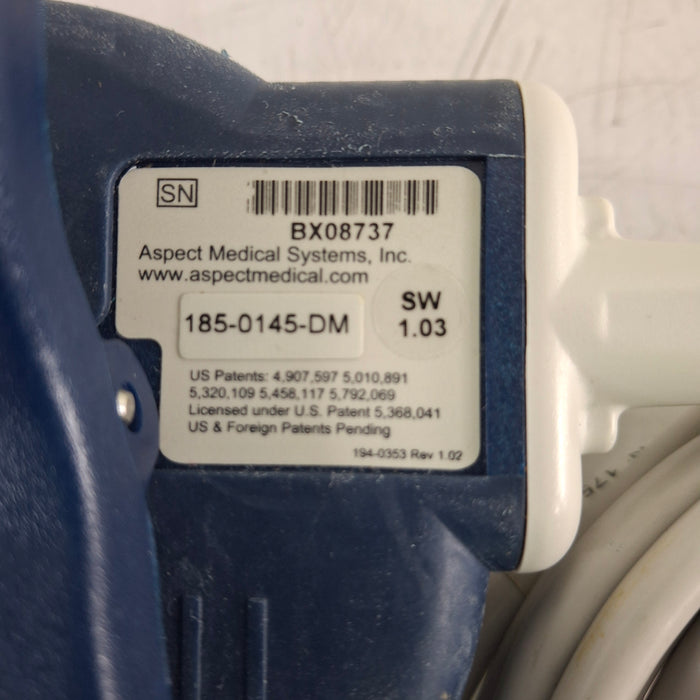 SN
BX08737
Aspect Medical Systems, Inc.
www.aspectmedical.com
185-0145-DM
SW
1.03
US Patents: 4,907,597 5,010,891
5,320,109 5,458,117 5,792,069
Licensed under U.S. Patent 5,368,041
US & Foreign Patents Pending
194-0353 Rev 1.02